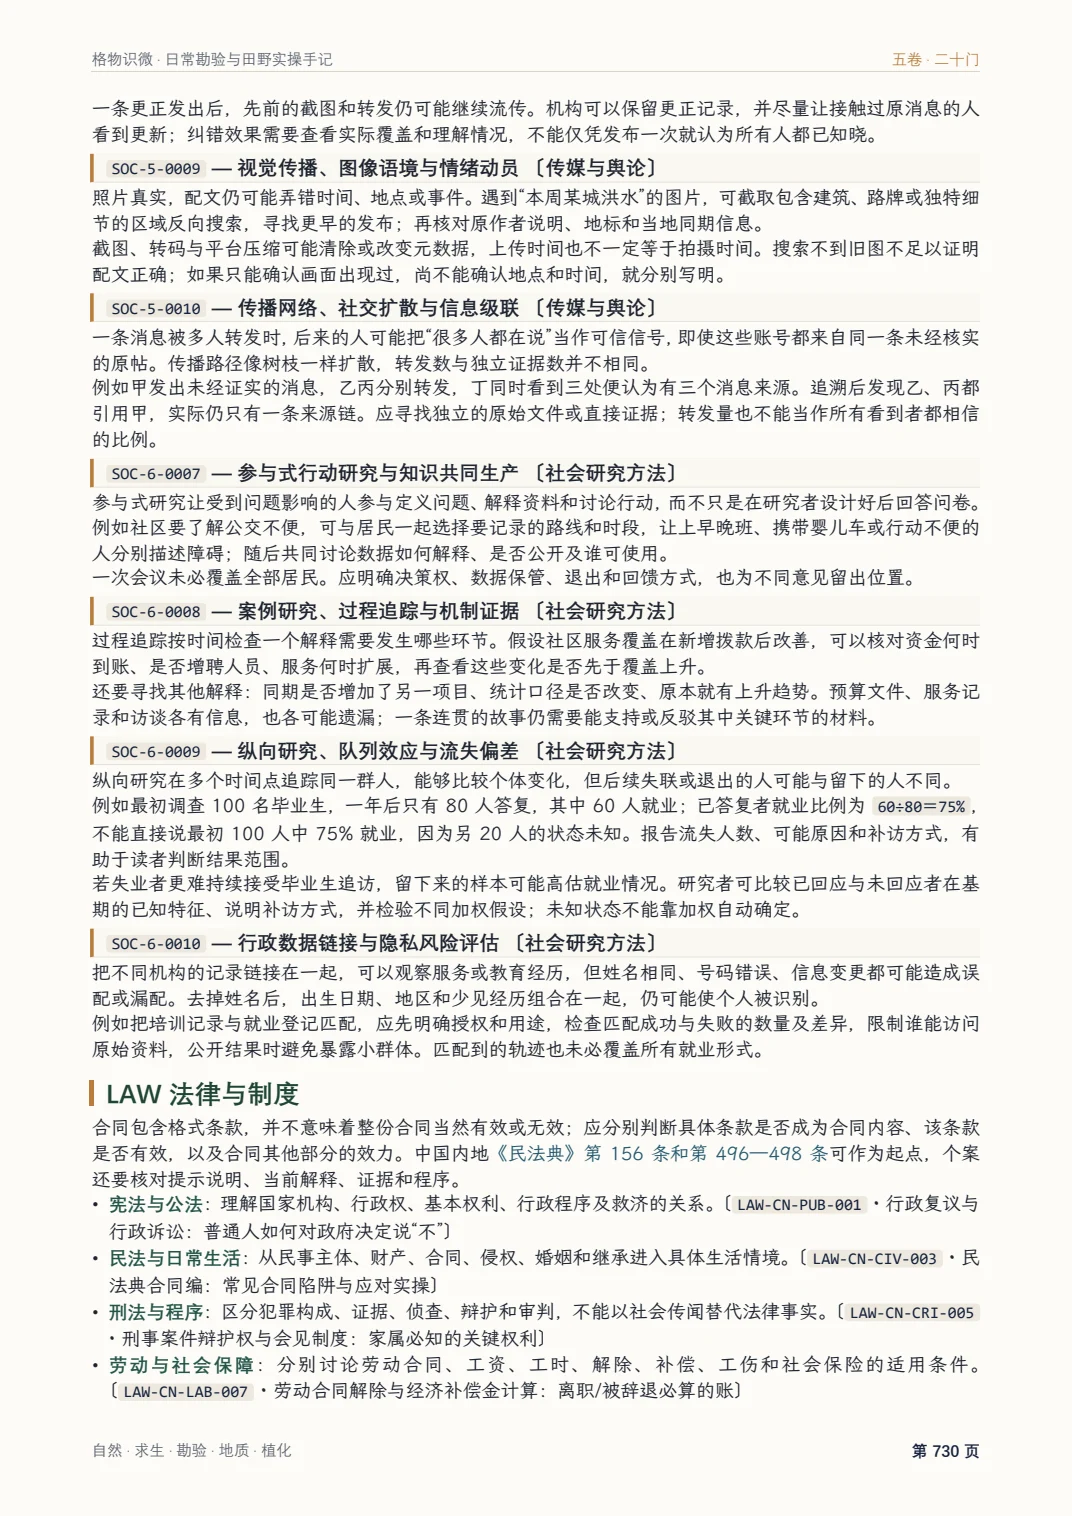 格物识微 · 日常勘验与田野实操手记
五卷 · 二十门
一条更正发出后，先前的截图和转发仍可能继续流传。机构可以保留更正记录，并尽量让接触过原消息的人
看到更新；纠错效果需要查看实际覆盖和理解情况，不能仅凭发布一次就认为所有人都已知晓。
SOC-5-0009 — 视觉传播、图像语境与情绪动员 〔传媒与舆论〕
照片真实，配文仍可能弄错时间、地点或事件。遇到“本周某城洪水”的图片，可截取包含建筑、路牌或独特细
节的区域反向搜索，寻找更早的发布；再核对原作者说明、地标和当地同期信息。
截图、转码与平台压缩可能清除或改变元数据，上传时间也不一定等于拍摄时间。搜索不到旧图不足以证明
配文正确；如果只能确认画面出现过，尚不能确认地点和时间，就分别写明。
SOC-5-0010 — 传播网络、社交扩散与信息级联 〔传媒与舆论〕
一条消息被多人转发时，后来的人可能把“很多人都在说”当作可信信号，即使这些账号都来自同一条未经核实
的原帖。传播路径像树枝一样扩散，转发数与独立证据数并不相同。
例如甲发出未经证实的消息，乙丙分别转发，丁同时看到三处便认为有三个消息来源。追溯后发现乙、丙都
引用甲，实际仍只有一条来源链。应寻找独立的原始文件或直接证据；转发量也不能当作所有看到者都相信
的比例。
SOC-6-0007 — 参与式行动研究与知识共同生产 〔社会研究方法〕
参与式研究让受到问题影响的人参与定义问题、解释资料和讨论行动，而不只是在研究者设计好后回答问卷。
例如社区要了解公交不便，可与居民一起选择要记录的路线和时段，让上早晚班、携带婴儿车或行动不便的
人分别描述障碍；随后共同讨论数据如何解释、是否公开及谁可使用。
一次会议未必覆盖全部居民。应明确决策权、数据保管、退出和回馈方式，也为不同意见留出位置。
SOC-6-0008 — 案例研究、过程追踪与机制证据 〔社会研究方法〕
过程追踪按时间检查一个解释需要发生哪些环节。假设社区服务覆盖在新增拨款后改善，可以核对资金何时
到账、是否增聘人员、服务何时扩展，再查看这些变化是否先于覆盖上升。
还要寻找其他解释：同期是否增加了另一项目、统计口径是否改变、原本就有上升趋势。预算文件、服务记
录和访谈各有信息，也各可能遗漏；一条连贯的故事仍需要能支持或反驳其中关键环节的材料。
SOC-6-0009 — 纵向研究、队列效应与流失偏差 〔社会研究方法〕
纵向研究在多个时间点追踪同一群人，能够比较个体变化，但后续失联或退出的人可能与留下的人不同。
例如最初调查 100 名毕业生，一年后只有 80 人答复，其中 60 人就业；已答复者就业比例为 60÷80＝75%，
不能直接说最初 100 人中 75% 就业，因为另 20 人的状态未知。报告流失人数、可能原因和补访方式，有
助于读者判断结果范围。
若失业者更难持续接受毕业生追访，留下来的样本可能高估就业情况。研究者可比较已回应与未回应者在基
期的已知特征、说明补访方式，并检验不同加权假设；未知状态不能靠加权自动确定。
SOC-6-0010 — 行政数据链接与隐私风险评估 〔社会研究方法〕
把不同机构的记录链接在一起，可以观察服务或教育经历，但姓名相同、号码错误、信息变更都可能造成误
配或漏配。去掉姓名后，出生日期、地区和少见经历组合在一起，仍可能使个人被识别。
例如把培训记录与就业登记匹配，应先明确授权和用途，检查匹配成功与失败的数量及差异，限制谁能访问
原始资料，公开结果时避免暴露小群体。匹配到的轨迹也未必覆盖所有就业形式。
LAW 法律与制度
合同包含格式条款，并不意味着整份合同当然有效或无效；应分别判断具体条款是否成为合同内容、该条款
是否有效，以及合同其他部分的效力。中国内地《民法典》第 156 条和第 496—498 条可作为起点，个案
还要核对提示说明、当前解释、证据和程序。
• 宪法与公法：理解国家机构、行政权、基本权利、行政程序及救济的关系。〔LAW-CN-PUB-001・行政复议与
行政诉讼：普通人如何对政府决定说“不”〕
• 民法与日常生活：从民事主体、财产、合同、侵权、婚姻和继承进入具体生活情境。〔LAW-CN-CIV-003・民
法典合同编：常见合同陷阱与应对实操〕
• 刑法与程序：区分犯罪构成、证据、侦查、辩护和审判，不能以社会传闻替代法律事实。〔LAW-CN-CRI-005
・刑事案件辩护权与会见制度：家属必知的关键权利〕
• 劳动与社会保障：分别讨论劳动合同、工资、工时、解除、补偿、工伤和社会保险的适用条件。
〔LAW-CN-LAB-007・劳动合同解除与经济补偿金计算：离职/被辞退必算的账〕
自然 · 求生 · 勘验 · 地质 · 植化
第 730 页